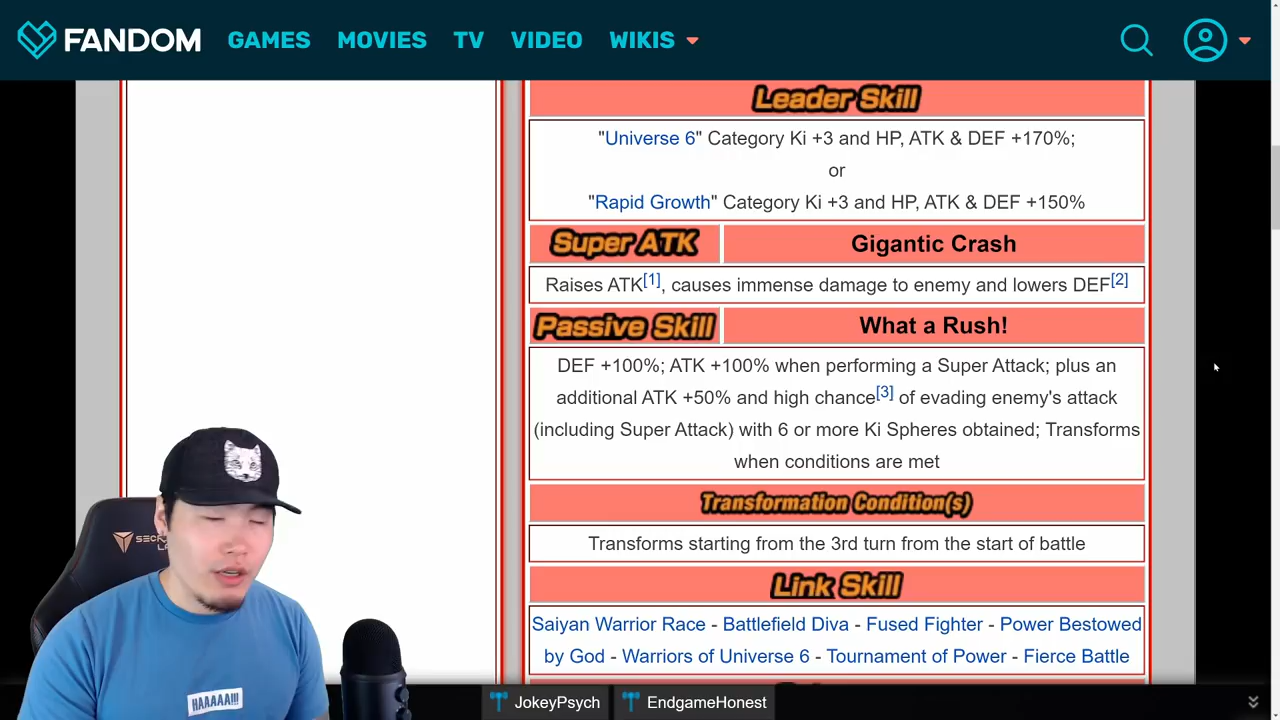 FANDOM GAMES MOVIES TV VIDEO WIKIS
Leader Skill
"Universe 6" Category Ki +3 and HP, ATK & DEF +170%;
or
"Rapid Growth" Category Ki +3 and HP, ATK & DEF +150%
Super ATK Gigantic Crash
Raises ATK[1], causes immense damage to enemy and lowers DEF[2]
Passive Skill What a Rush!
DEF +100%; ATK +100% when performing a Super Attack; plus an
additional ATK +50% and high chance[3] of evading enemy's attack
(including Super Attack) with 6 or more Ki Spheres obtained; Transforms
when conditions are met
Transformation Condition(s)
Transforms starting from the 3rd turn from the start of battle
Link Skill
Saiyan Warrior Race - Battlefield Diva - Fused Fighter - Power Bestowed
by God - Warriors of Universe 6 - Tournament of Power - Fierce Battle
HAAAAA!!!
JokeyPsych EndgameHonest